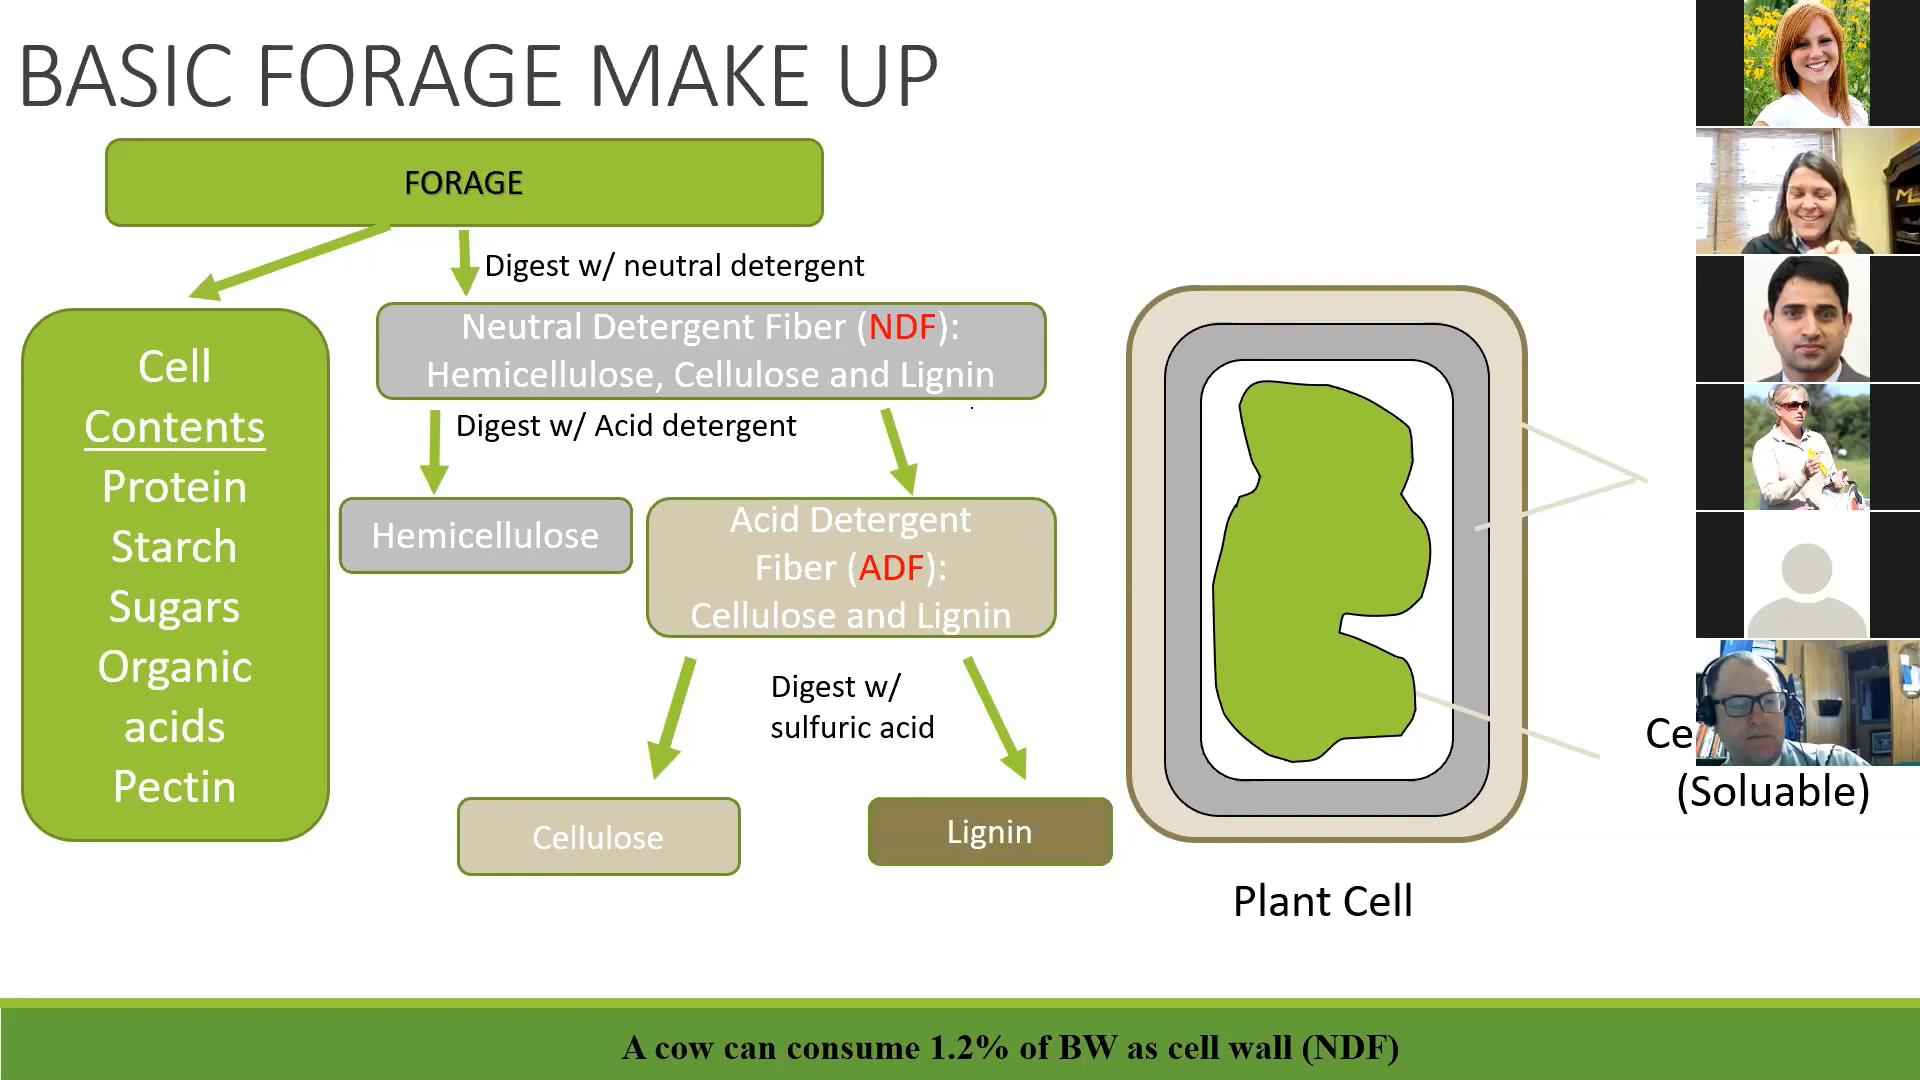 BASIC FORAGE MAKE UP
FORAGE
Digest w/ neutral detergent
Cell
Contents
Protein
Starch
Sugars
Organic
acids
Pectin
Neutral Detergent Fiber (NDF):
Hemicellulose, Cellulose and Lignin
Digest w/ Acid detergent
Hemicellulose
Acid Detergent
Fiber (ADF):
Cellulose and Lignin
Digest w/
sulfuric acid
Cellulose
Lignin
Plant Cell
(Soluable)
A cow can consume 1.2% of BW as cell wall (NDF)